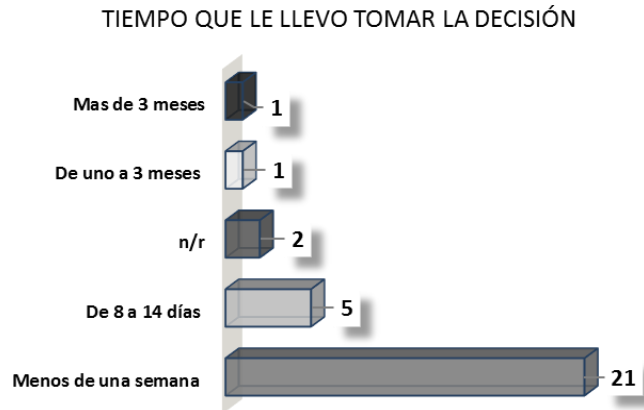 TIEMPO QUE LE LLEVO TOMAR LA DECISIÓN
Mas de 3 meses 1
De uno a 3 meses 1
n/r 2
De 8 a 14 días 5
Menos de una semana 21